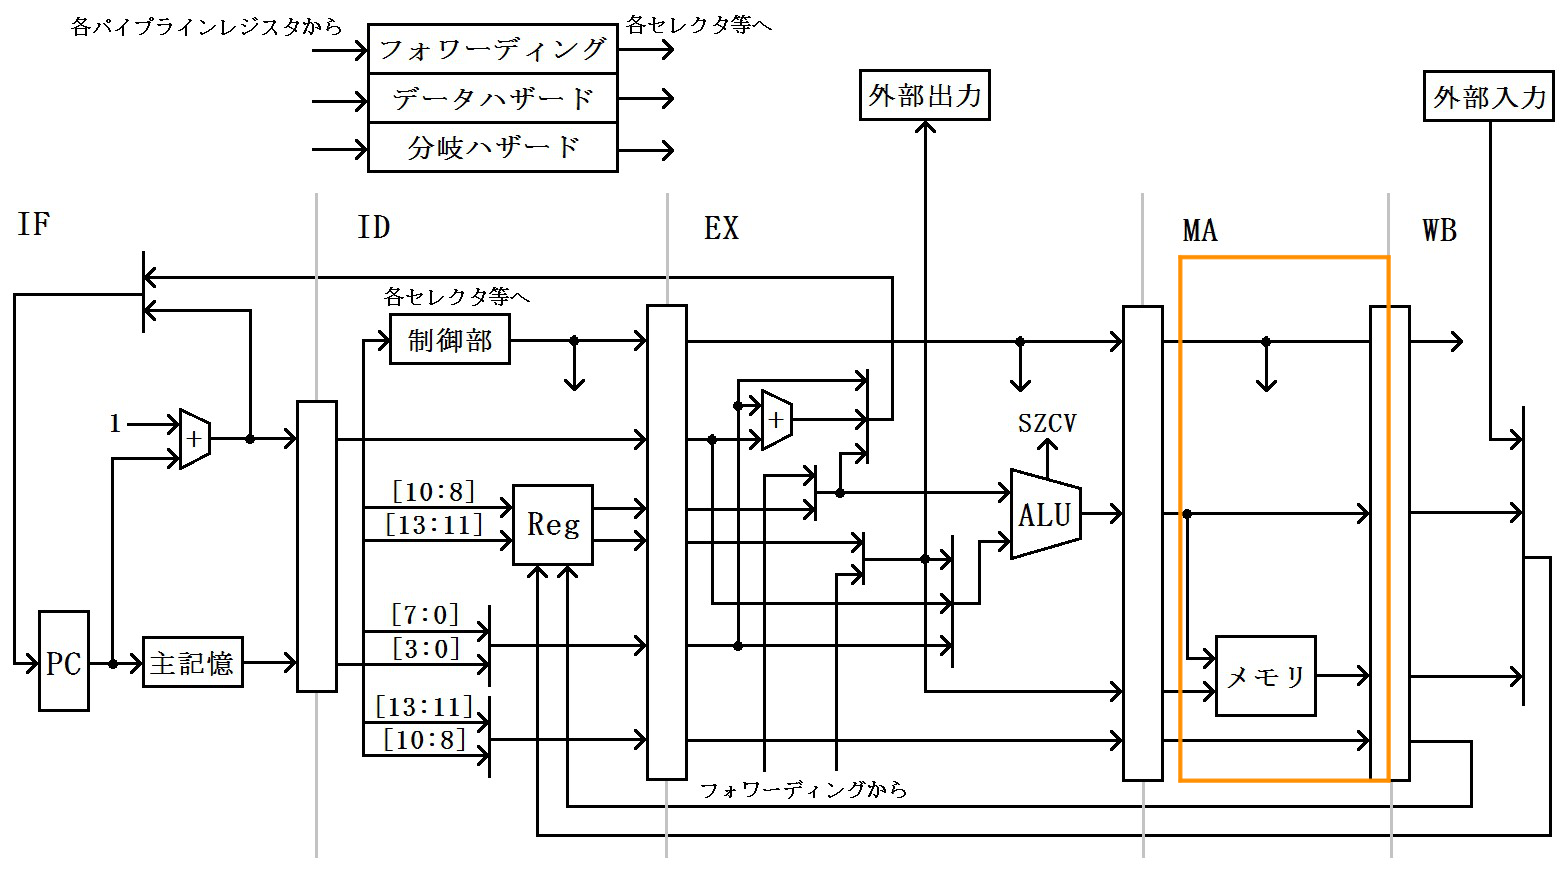 各パイプラインレジスタから
各セレクタ等へ
フォワーディング
データハザード
分岐ハザード
外部出力
外部入力
IF
ID
EX
MA
WB
各セレクタ等へ
制御部
1
+
+
SZCV
[10:8]
[13:11]
Reg
ALU
[7:0]
[3:0]
PC
主記憶
メモリ
[13:11]
[10:8]
フォワーディングから